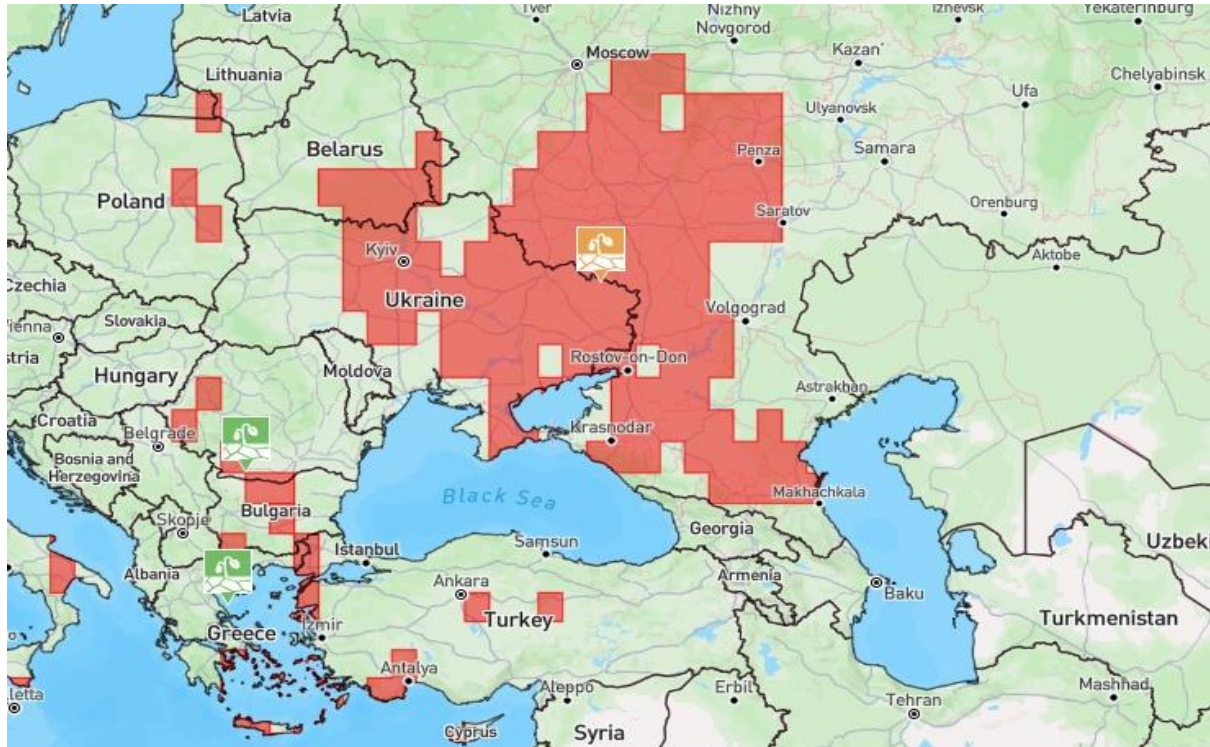 Latvia
Tver
Nizhny
Novgorod
Izhevsk
Yekaterinburg
Moscow
Kazan'
Chelyabinsk
Lithuania
Ufa
Ulyanovsk
Belarus
Penza
Samara
Poland
Saratov
Orenburg
Kyiv
Aktobe
Czechia
Ukraine
Volgograd
Slovakia
Vienna
Rostov-on-Don
Hungary
Moldova
Astrakhan
Croatia
Belgrade
Krasnodar
Bosnia and
Herzegovina
Black Sea
Makhachkala
Bulgaria
Skopje
Georgia
Istanbul
Samsun
Uzbeki
Albania
Armenia
Ankara
Baku
Turkey
Turkmenistan
Greece
Izmir
Antalya
Aleppo
Erbil
Mashhad
Tehran
Cyprus
Syria